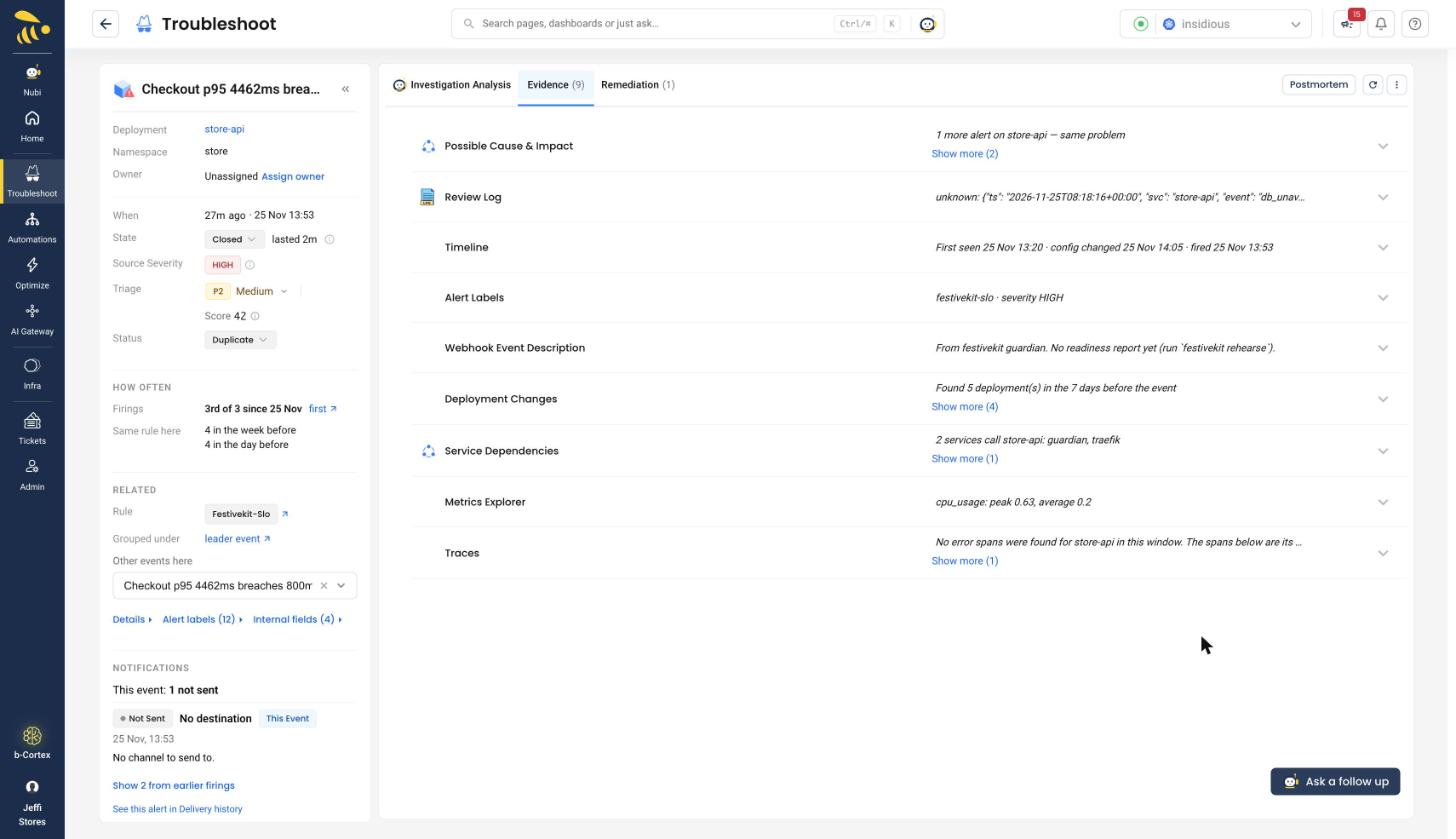 Troubleshoot
Search pages, dashboards or just ask...
Ctrl/⌘
K
insidious
15
Nubi
Home
Troubleshoot
Automations
Optimize
AI Gateway
Infra
Tickets
Admin
b-Cortex
Jeffi
Stores
Checkout p95 4462ms brea...
Deployment store-api
Namespace store
Owner Unassigned Assign owner
When 27m ago · 25 Nov 13:53
State Closed lasted 2m
Source Severity HIGH
Triage P2 Medium
Score 42
Status Duplicate
HOW OFTEN
Firings 3rd of 3 since 25 Nov first ↗
Same rule here 4 in the week before
4 in the day before
RELATED
Rule Festivekit-Slo ↗
Grouped under leader event ↗
Other events here
Checkout p95 4462ms breaches 800m
Details Alert labels (12) Internal fields (4)
NOTIFICATIONS
This event: 1 not sent
Not Sent No destination This Event
25 Nov, 13:53
No channel to send to.
Show 2 from earlier firings
See this alert in Delivery history
Investigation Analysis Evidence (9) Remediation (1)
Postmortem
Possible Cause & Impact
1 more alert on store-api — same problem
Show more (2)
Review Log
LOG
unknown: {"ts": "2026-11-25T08:18:16+00:00", "svc": "store-api", "event": "db_unav...
Timeline
First seen 25 Nov 13:20 · config changed 25 Nov 14:05 · fired 25 Nov 13:53
Alert Labels
festivekit-slo · severity HIGH
Webhook Event Description
From festivekit guardian. No readiness report yet (run `festivekit rehearse`).
Deployment Changes
Found 5 deployment(s) in the 7 days before the event
Show more (4)
Service Dependencies
2 services call store-api: guardian, traefik
Show more (1)
Metrics Explorer
cpu_usage: peak 0.63, average 0.2
Traces
No error spans were found for store-api in this window. The spans below are its ...
Show more (1)
Ask a follow up